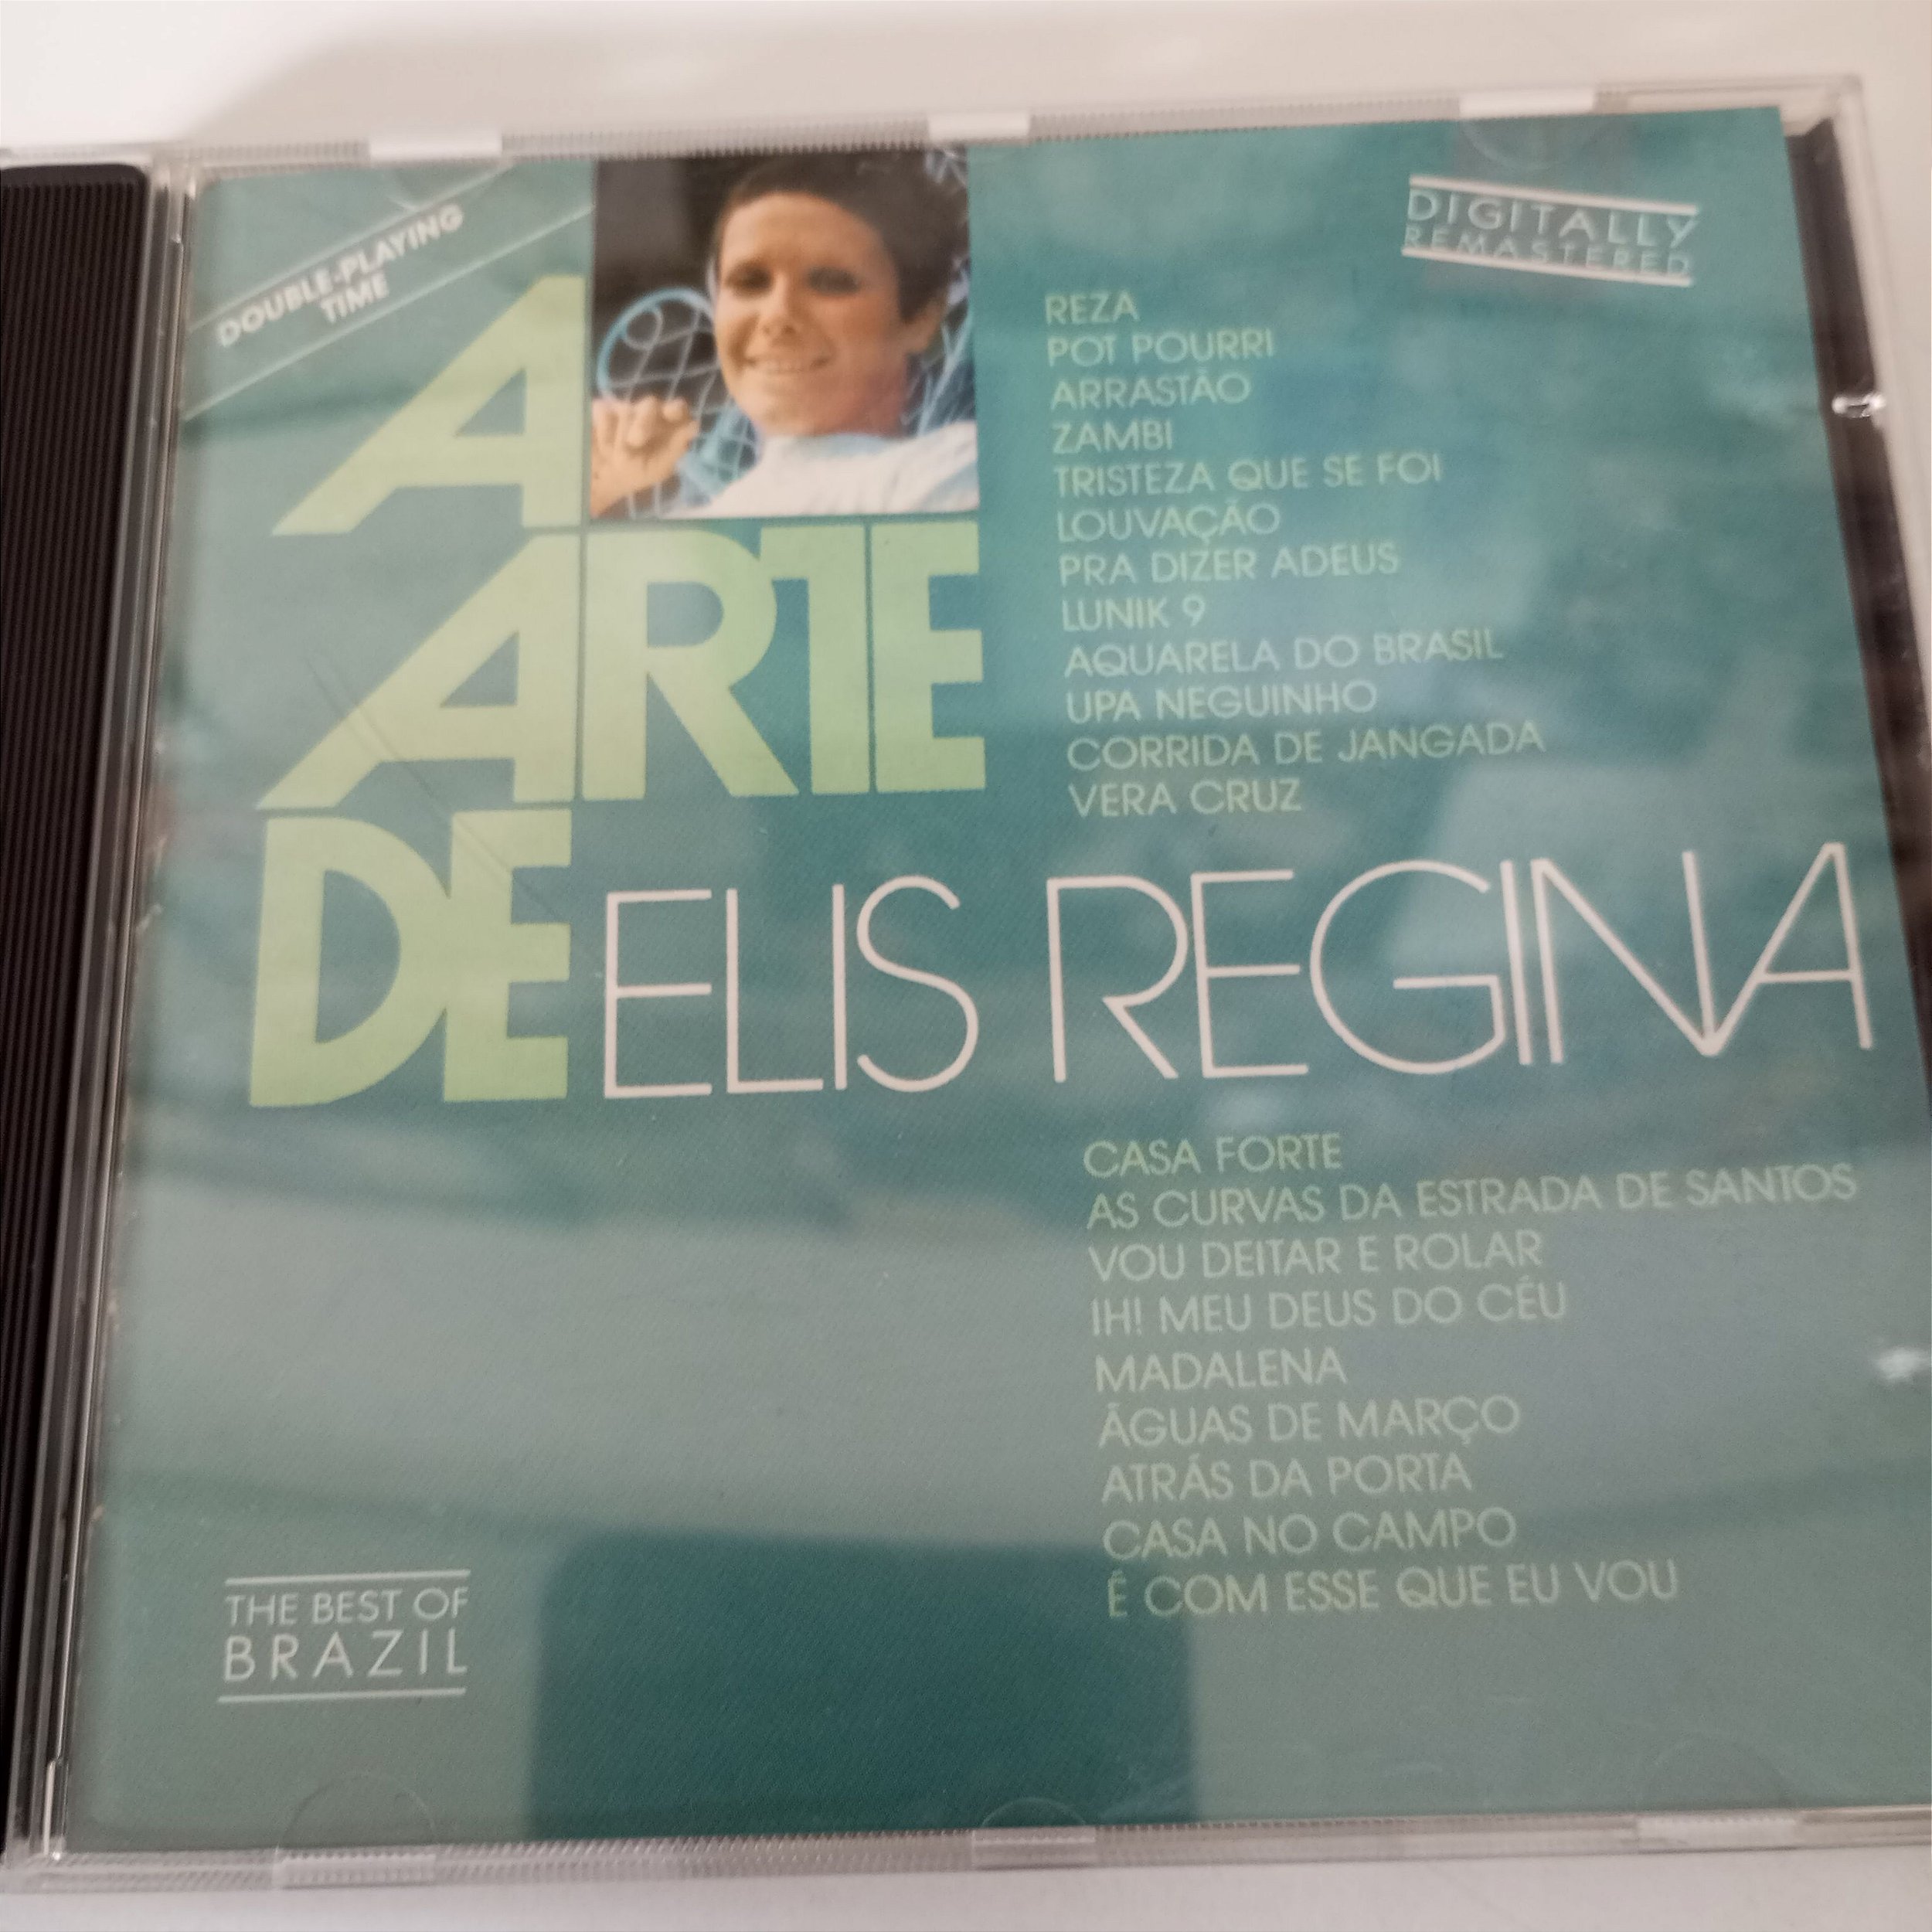 DOUBLE-PLAYING
TIME
DIGITALLY
REMASTERED
A
ARTE
DE ELIS REGINA
REZA
POT POURRI
ARRASTÃO
ZAMBI
TRISTEZA QUE SE FOI
LOUVAÇÃO
PRA DIZER ADEUS
LUNIK 9
AQUARELA DO BRASIL
UPA NEGUINHO
CORRIDA DE JANGADA
VERA CRUZ
CASA FORTE
AS CURVAS DA ESTRADA DE SANTOS
VOU DEITAR E ROLAR
IH! MEU DEUS DO CÉU
MADALENA
ÁGUAS DE MARÇO
ATRÁS DA PORTA
CASA NO CAMPO
É COM ESSE QUE EU VOU
THE BEST OF
BRAZIL